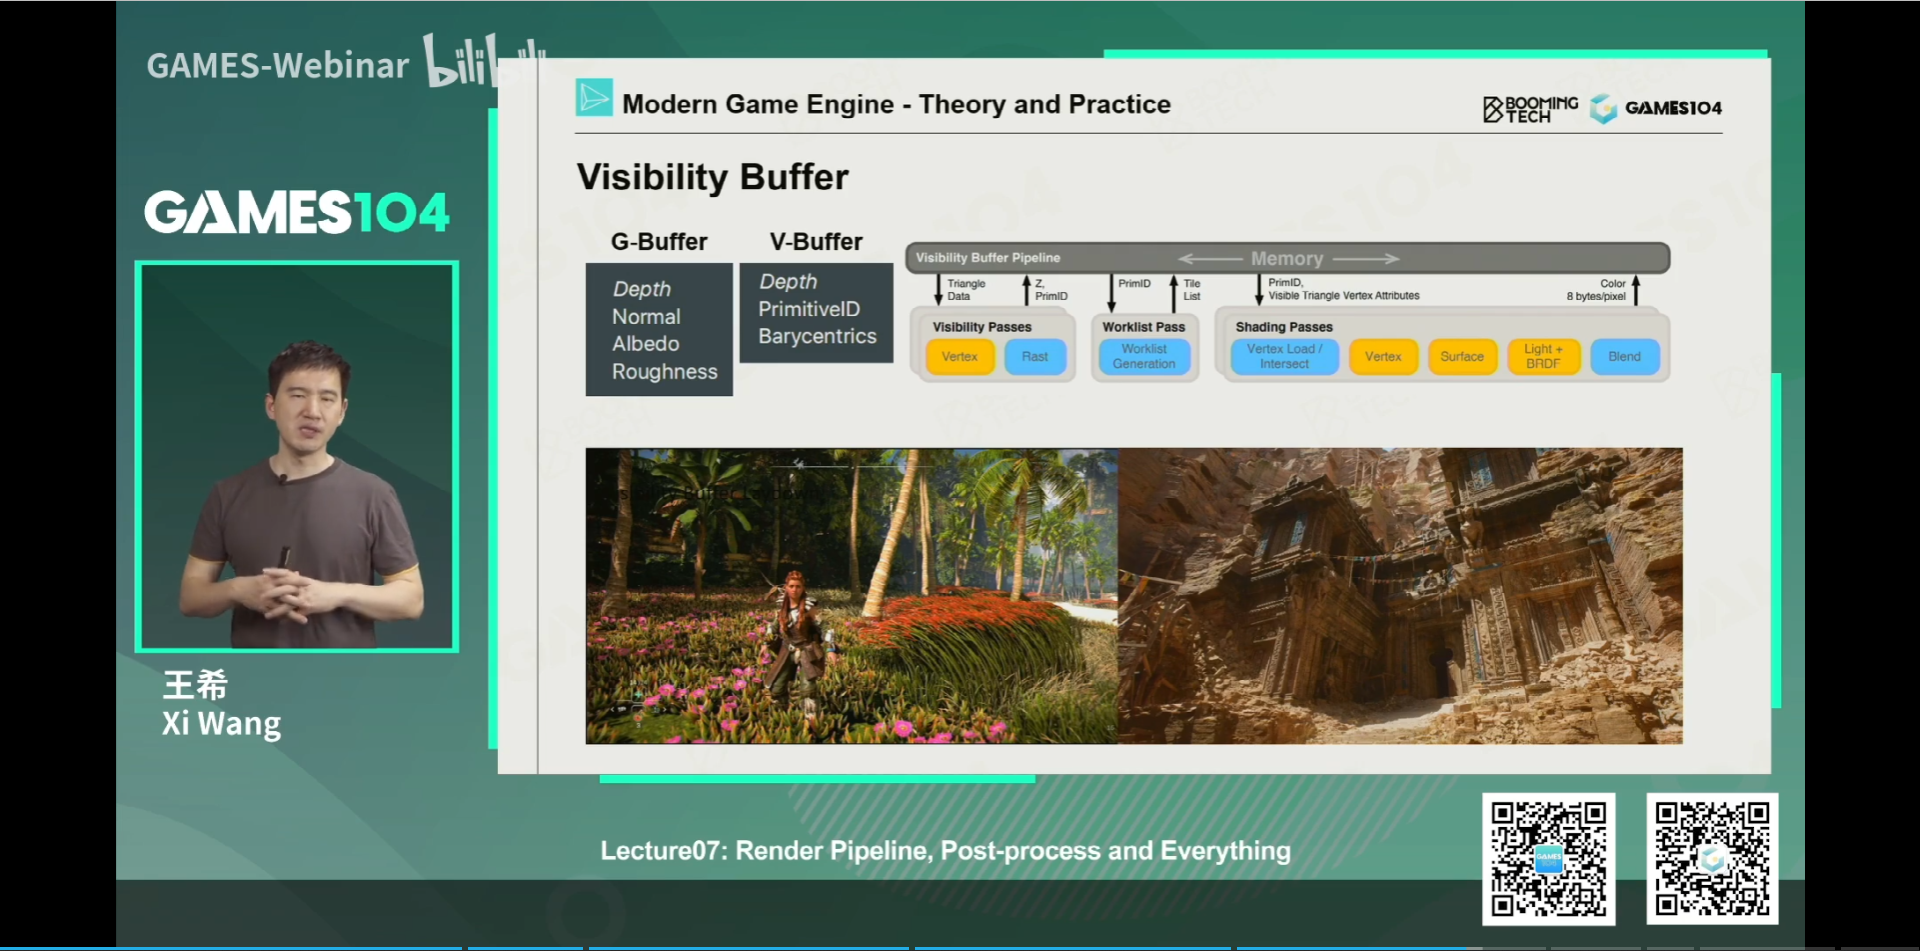 GAMES-Webinar bilibili
Modern Game Engine - Theory and Practice
BOOMING
TECH
GAMES104
Visibility Buffer
GAMES104
G-Buffer
V-Buffer
Depth
Normal
Albedo
Roughness
Depth
PrimitiveID
Barycentrics
Visibility Buffer Pipeline
Memory
Triangle
Data
Z,
PrimID
PrimID
Tile
List
PrimID,
Visible Triangle Vertex Attributes
Color
8 bytes/pixel
Visibility Passes
Vertex
Rast
Worklist Pass
Worklist
Generation
Shading Passes
Vertex Load /
Intersect
Vertex
Surface
Light +
BRDF
Blend
王希
Xi Wang
Lecture07: Render Pipeline, Post-process and Everything